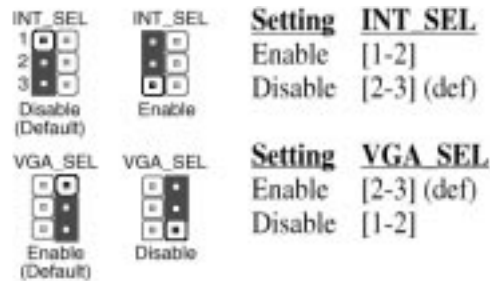 INT_SEL INT_SEL
1
2
3
Disable
(Default)
Enable
Setting INT_SEL
Enable [1-2]
Disable [2-3] (def)
VGA_SEL VGA_SEL
Enable
(Default)
Disable
Setting VGA_SEL
Enable [2-3] (def)
Disable [1-2]